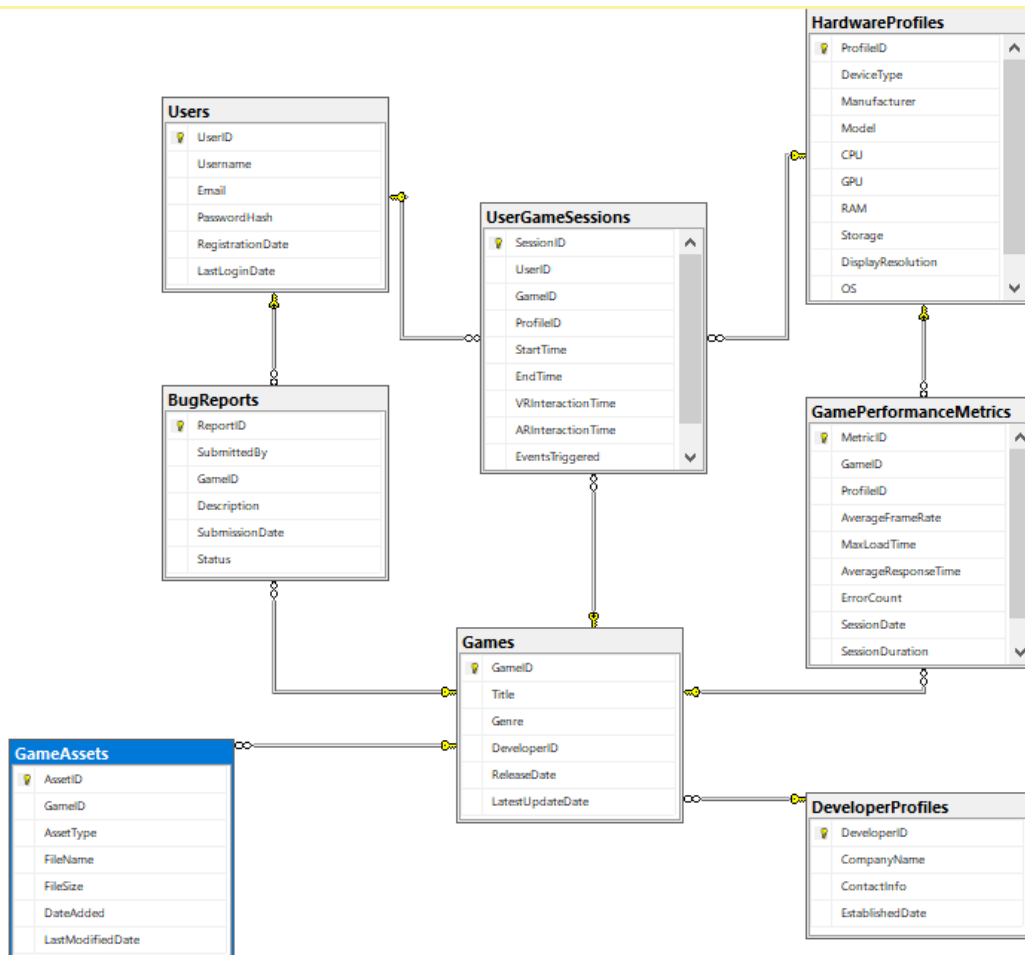 HardwareProfiles
ProfileID
DeviceType
Manufacturer
Model
CPU
GPU
RAM
Storage
DisplayResolution
OS
Users
UserID
Username
Email
PasswordHash
RegistrationDate
LastLoginDate
UserGameSessions
SessionID
UserID
GameID
ProfileID
StartTime
EndTime
VRInteractionTime
ARInteractionTime
EventsTriggered
BugReports
ReportID
SubmittedBy
GameID
Description
SubmissionDate
Status
GamePerformanceMetrics
MetricID
GameID
ProfileID
AverageFrameRate
MaxLoadTime
AverageResponseTime
ErrorCount
SessionDate
SessionDuration
Games
GameID
Title
Genre
DeveloperID
ReleaseDate
LatestUpdateDate
GameAssets
AssetID
GameID
AssetType
FileName
FileSize
DateAdded
LastModifiedDate
DeveloperProfiles
DeveloperID
CompanyName
ContactInfo
EstablishedDate